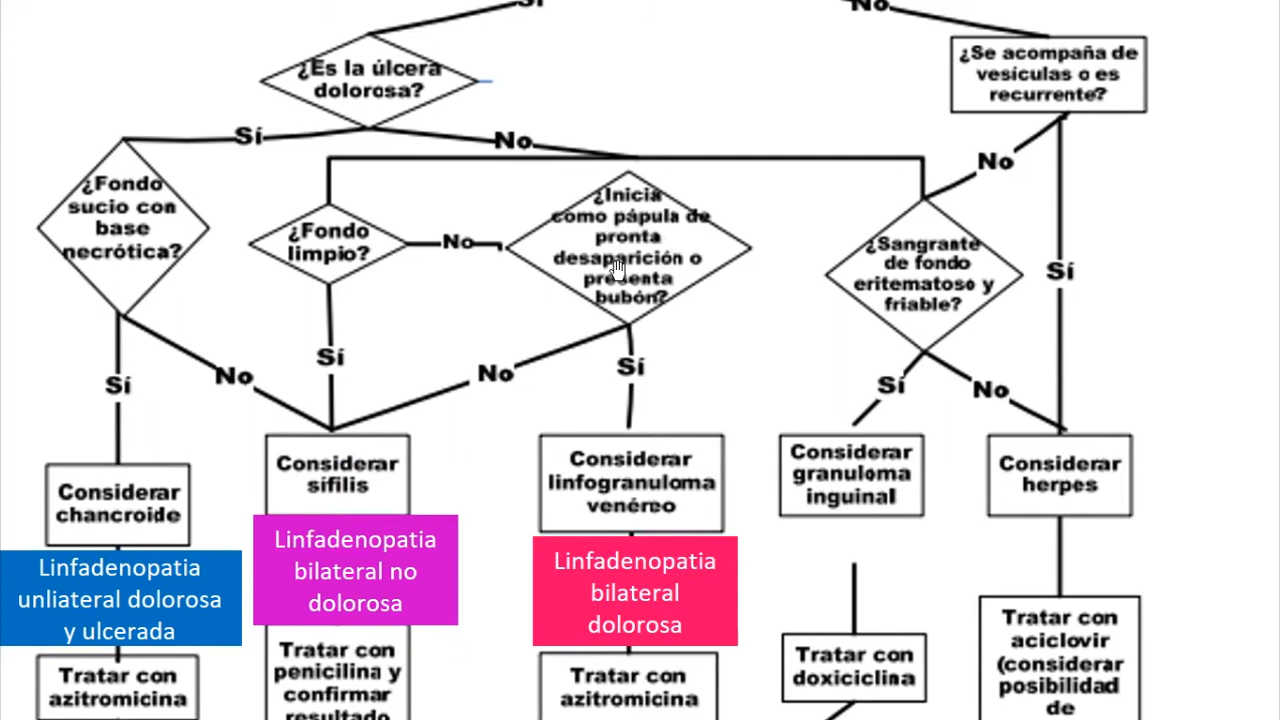 Sí
No
¿Es la úlcera
dolorosa?
¿Se acompaña de
vesículas o es
recurrente?
Sí
No
No
¿Fondo
sucio con
base
necrótica?
¿Fondo
limpio?
No
¿Inicia
como pápula de
pronta
desaparición o
presenta
bubón?
¿Sangrante
de fondo
eritematoso y
friable?
Sí
Sí
No
Sí
No
Sí
Sí
No
Considerar
chancroide
Considerar
sífilis
Considerar
linfogranuloma
venéreo
Considerar
granuloma
inguinal
Considerar
herpes
Linfadenopatia
unliateral dolorosa
y ulcerada
Linfadenopatia
bilateral no
dolorosa
Linfadenopatia
bilateral
dolorosa
Tratar con
azitromicina
Tratar con
penicilina y
confirmar
resultado
Tratar con
azitromicina
Tratar con
doxiciclina
Tratar con
aciclovir
(considerar
posibilidad
de